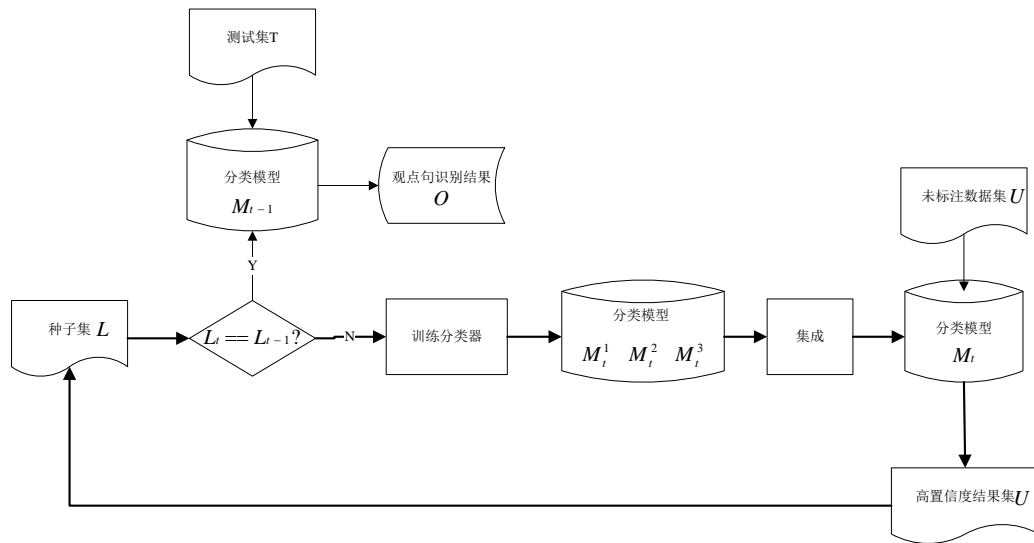 测试集T
分类模型
M_{t-1}
观点句识别结果
O
未标注数据集 U
Y
种子集 L
L_t == L_{t-1}?
N
训练分类器
分类模型
M_t^1 M_t^2 M_t^3
集成
分类模型
M_t
高置信度结果集 U